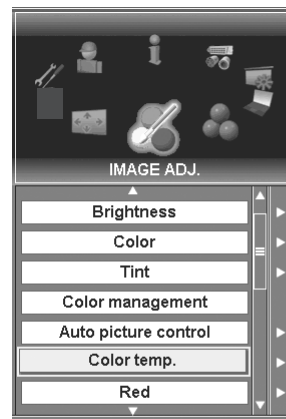 IMAGE ADJ.
Brightness
Color
Tint
Color management
Auto picture control
Color temp.
Red